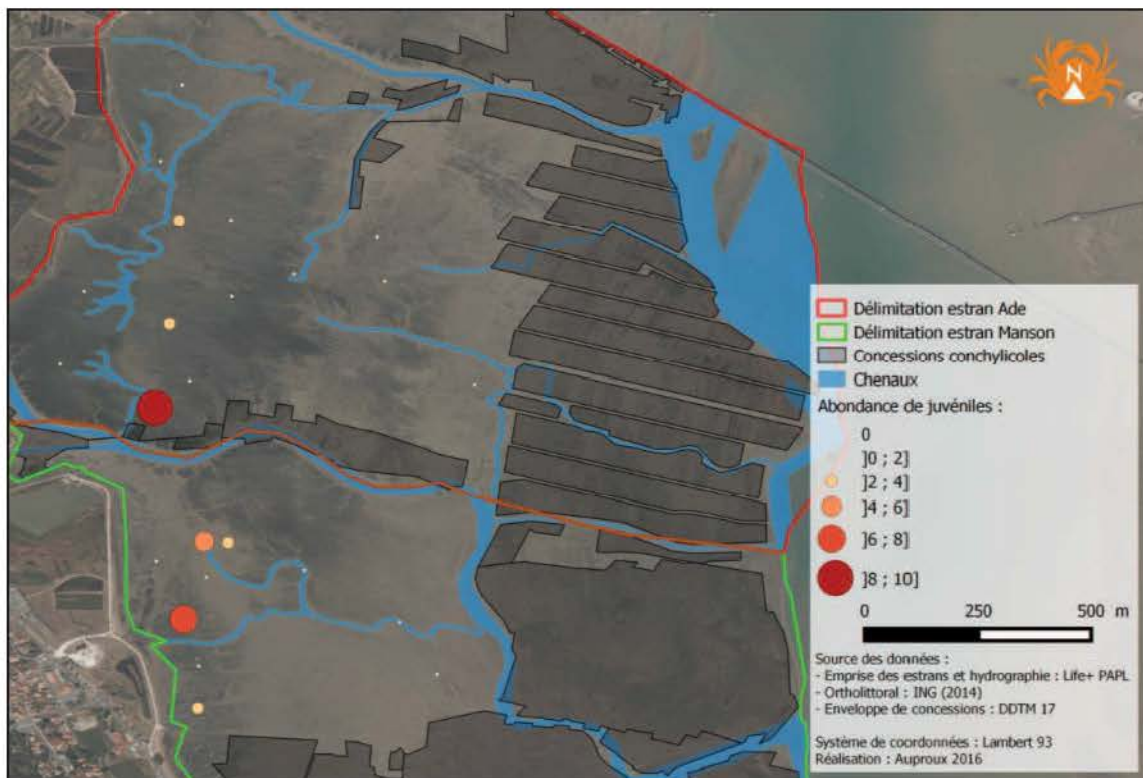 N
Délimitation estran Ade
Délimitation estran Manson
Concessions conchylicoles
Chenaux
Abondance de juvéniles :
0
]0 ; 2]
]2 ; 4]
]4 ; 6]
]6 ; 8]
]8 ; 10]
0 250 500 m
Source des données :
- Emprise des estrans et hydrographie : Life+ PAPL
- Ortholittoral : ING (2014)
- Enveloppe de concessions : DDTM 17
Système de coordonnées : Lambert 93
Réalisation : Auproux 2016